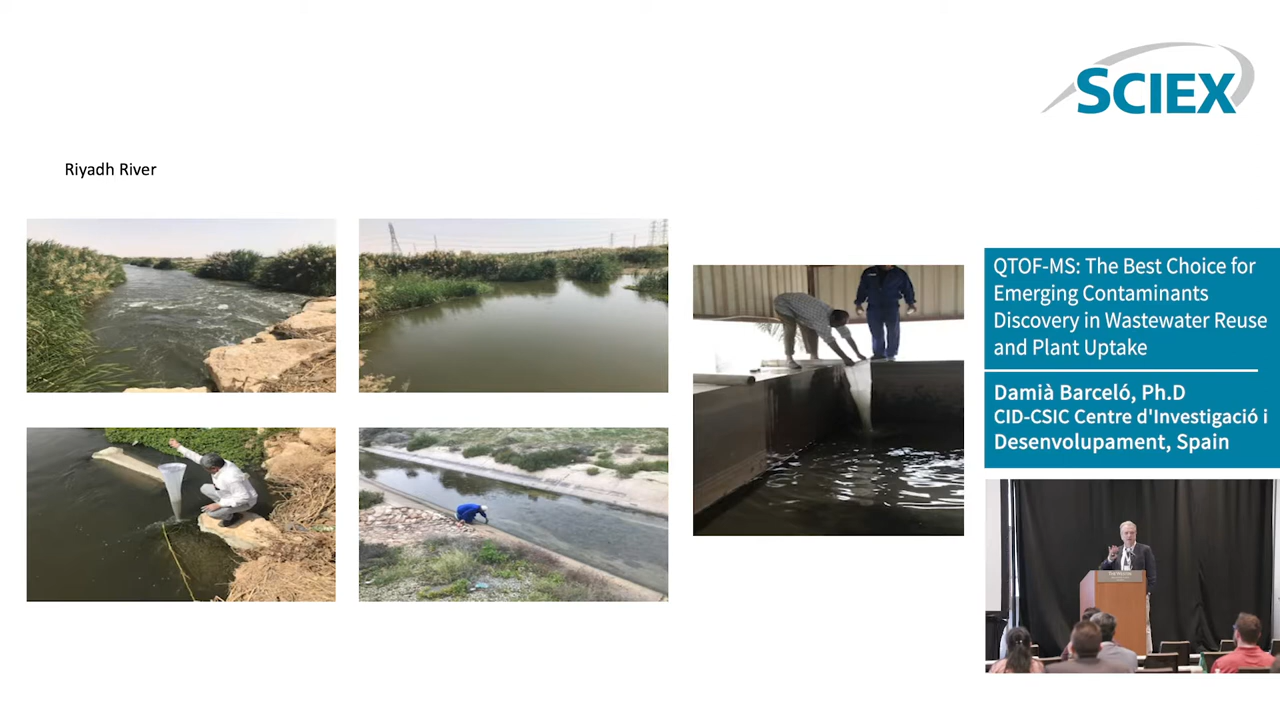 SCIEX
Riyadh River
QTOF-MS: The Best Choice for
Emerging Contaminants
Discovery in Wastewater Reuse
and Plant Uptake
Damià Barceló, Ph.D
CID-CSIC Centre d'Investigació i
Desenvolupament, Spain